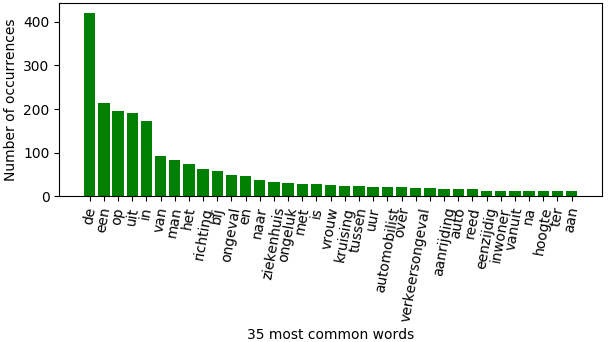 Number of occurrences
400
300
200
100
0
de
een
op
uit
in
van
man
het
richting
bij
ongeval
en
naar
ziekenhuis
ongeluk
met
is
vrouw
kruising
tussen
uur
automobilist
over
verkeersongeval
aanrijding
auto
reed
eenzijdig
inwoner
vanuit
na
hoogte
ter
aan
35 most common words